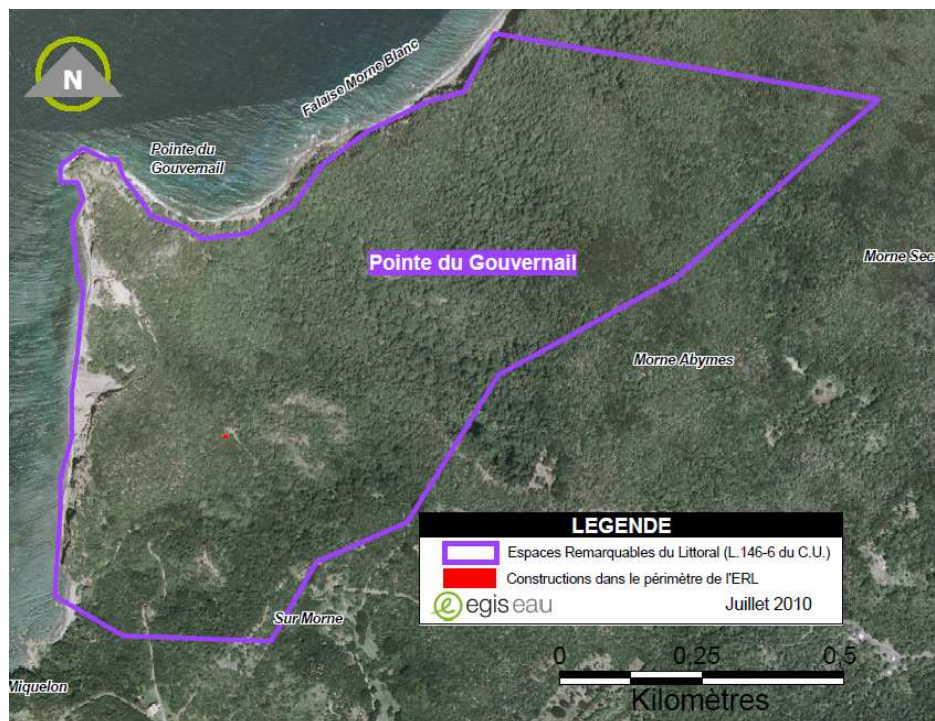 N
Falaise Morne Blanc
Pointe du
Gouvernail
Pointe du Gouvernail
Morne Sec
Morne Abymes
LEGENDE
Espaces Remarquables du Littoral (L.146-6 du C.U.)
Constructions dans le périmètre de l'ERL
egis eau
Juillet 2010
Sur Morne
Miquelon
0
0,25
0,5
Kilomètres